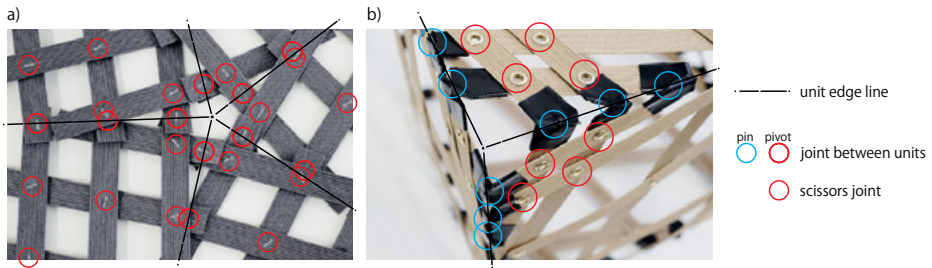 a)
b)
unit edge line
pin pivot
joint between units
scissors joint